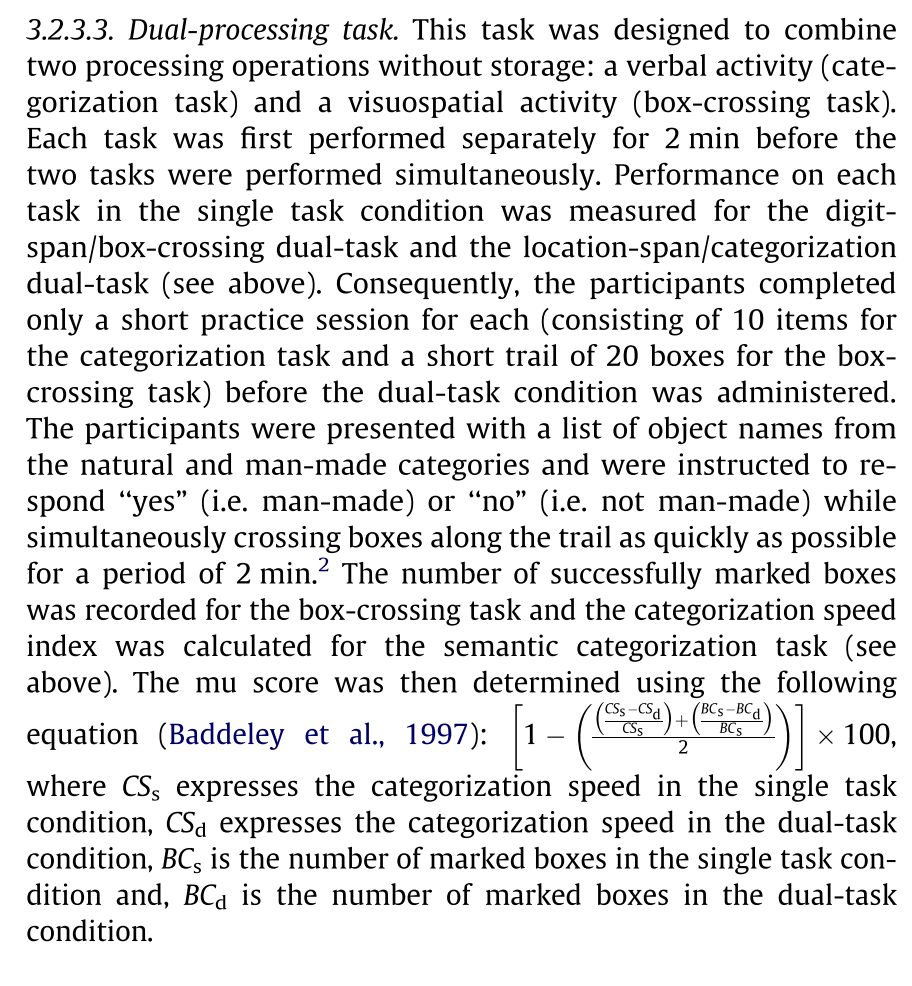 3.2.3.3. Dual-processing task. This task was designed to combine
two processing operations without storage: a verbal activity (cate-
gorization task) and a visuospatial activity (box-crossing task).
Each task was first performed separately for 2 min before the
two tasks were performed simultaneously. Performance on each
task in the single task condition was measured for the digit-
span/box-crossing dual-task and the location-span/categorization
dual-task (see above). Consequently, the participants completed
only a short practice session for each (consisting of 10 items for
the categorization task and a short trail of 20 boxes for the box-
crossing task) before the dual-task condition was administered.
The participants were presented with a list of object names from
the natural and man-made categories and were instructed to re-
spond “yes” (i.e. man-made) or “no” (i.e. not man-made) while
simultaneously crossing boxes along the trail as quickly as possible
for a period of 2 min.² The number of successfully marked boxes
was recorded for the box-crossing task and the categorization speed
index was calculated for the semantic categorization task (see
above). The mu score was then determined using the following
equation (Baddeley et al., 1997): $\left[1 - \left(\frac{\left(\frac{CS_s - CS_d}{CS_s}\right) + \left(\frac{BC_s - BC_d}{BC_s}\right)}{2}\right)\right] \times 100$,
where $CS_s$ expresses the categorization speed in the single task
condition, $CS_d$ expresses the categorization speed in the dual-task
condition, $BC_s$ is the number of marked boxes in the single task con-
dition and, $BC_d$ is the number of marked boxes in the dual-task
condition.